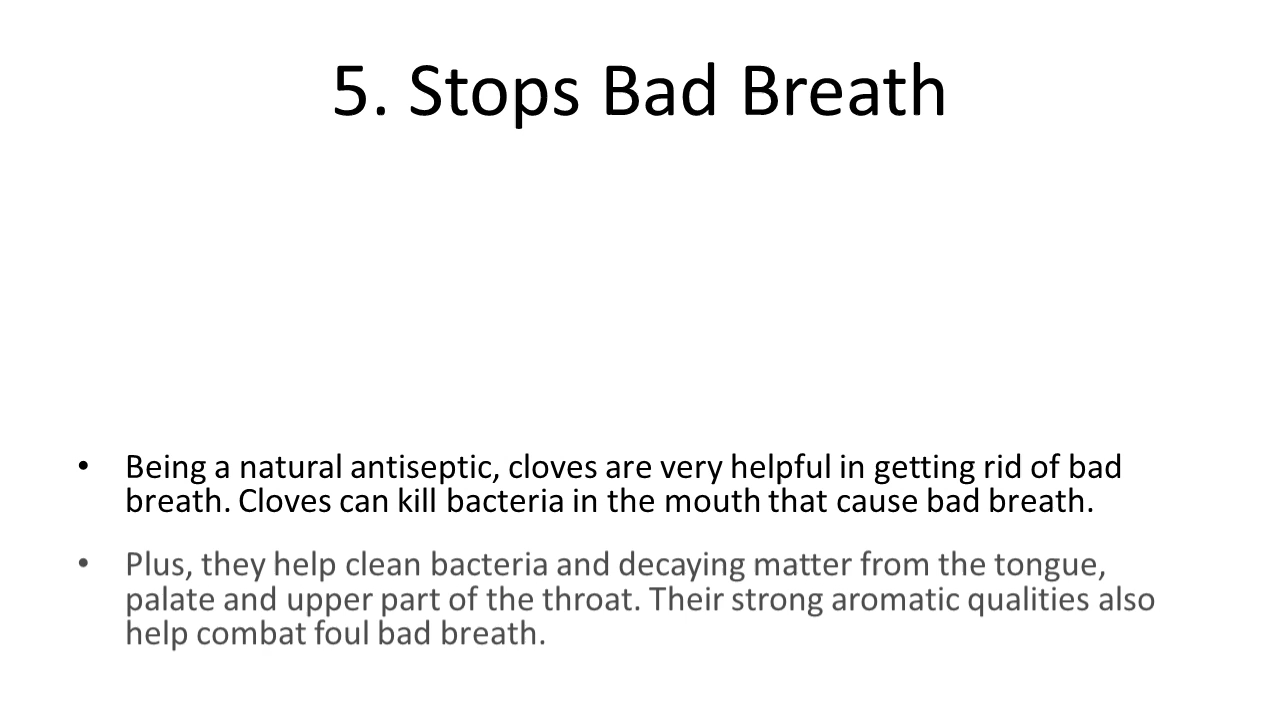 5. Stops Bad Breath
• Being a natural antiseptic, cloves are very helpful in getting rid of bad
breath. Cloves can kill bacteria in the mouth that cause bad breath.
• Plus, they help clean bacteria and decaying matter from the tongue,
palate and upper part of the throat. Their strong aromatic qualities also
help combat foul bad breath.